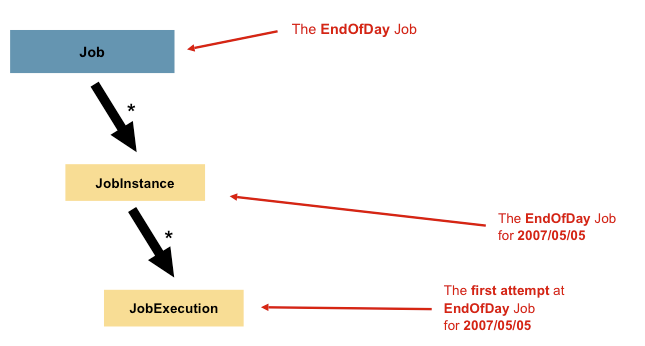 The EndOfDay Job
Job
*
JobInstance
The EndOfDay Job
for 2007/05/05
*
The first attempt at
EndOfDay Job
for 2007/05/05
JobExecution